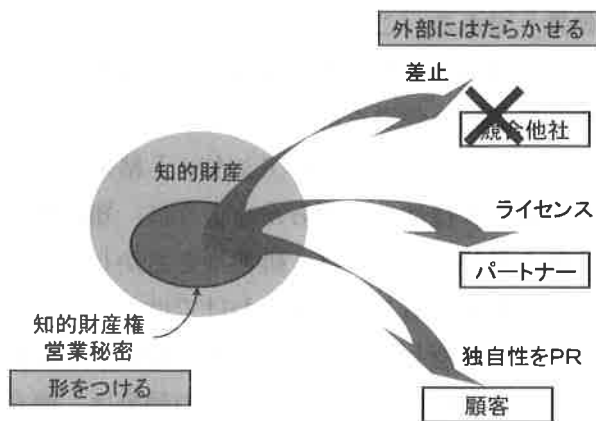 外部にはたらかせる
差止
競合他社
知的財産
ライセンス
パートナー
知的財産権
営業秘密
独自性をPR
形をつける
顧客